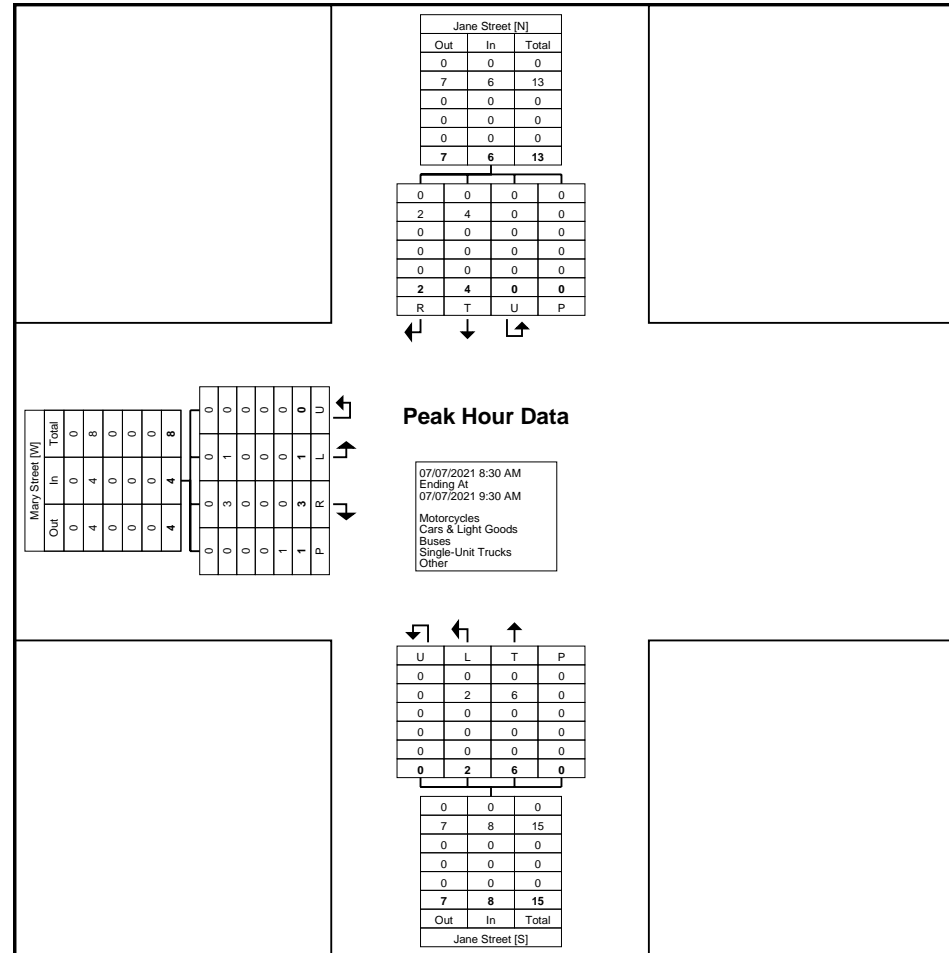 Jane Street [N]
Out In Total
0 0 0
7 6 13
0 0 0
0 0 0
0 0 0
7 6 13
0 0 0 0
2 4 0 0
0 0 0 0
0 0 0 0
0 0 0 0
2 4 0 0
R T U P
Mary Street [W]
Out In Total
0 0 0
4 4 8
0 0 0
0 0 0
0 0 0
4 4 8
0 0 0 0
0 3 1 0
0 0 0 0
0 0 0 0
1 0 0 0
1 3 1 0
P R L U
Peak Hour Data
07/07/2021 8:30 AM
Ending At
07/07/2021 9:30 AM
Motorcycles
Cars & Light Goods
Buses
Single-Unit Trucks
Other
U L T P
0 0 0 0
0 2 6 0
0 0 0 0
0 0 0 0
0 0 0 0
0 2 6 0
0 0 0
7 8 15
0 0 0
0 0 0
0 0 0
7 8 15
Out In Total
Jane Street [S]